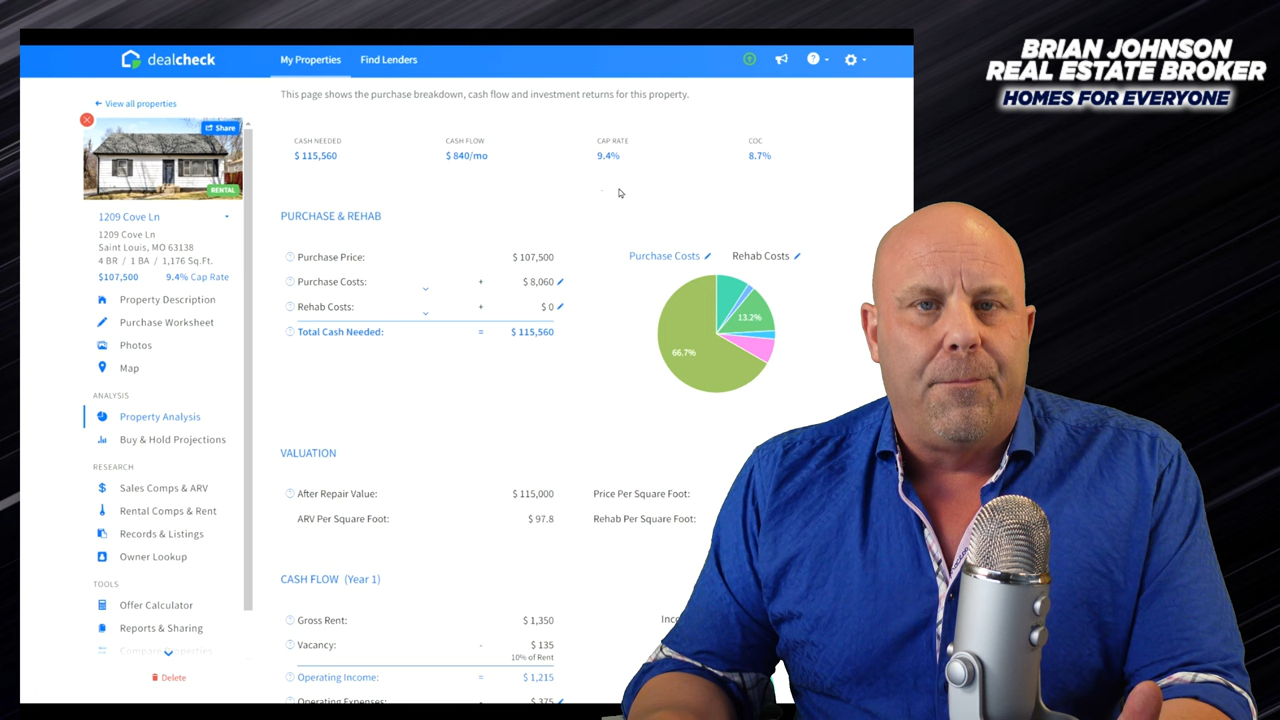 dealcheck
My Properties
Find Lenders
BRIAN JOHNSON
REAL ESTATE BROKER
HOMES FOR EVERYONE
View all properties
Share
RENTAL
1209 Cove Ln
1209 Cove Ln
Saint Louis, MO 63138
4 BR / 1 BA / 1,176 Sq.Ft.
$107,500 9.4% Cap Rate
Property Description
Purchase Worksheet
Photos
Map
ANALYSIS
Property Analysis
Buy & Hold Projections
RESEARCH
Sales Comps & ARV
Rental Comps & Rent
Records & Listings
Owner Lookup
TOOLS
Offer Calculator
Reports & Sharing
Compare Properties
Delete
This page shows the purchase breakdown, cash flow and investment returns for this property.
CASH NEEDED
$ 115,560
CASH FLOW
$ 840/mo
CAP RATE
9.4%
COC
8.7%
PURCHASE & REHAB
Purchase Price: $ 107,500
Purchase Costs: + $ 8,060
Rehab Costs: + $ 0
Total Cash Needed: = $ 115,560
Purchase Costs
Rehab Costs
13.2%
66.7%
VALUATION
After Repair Value: $ 115,000
ARV Per Square Foot: $ 97.8
Price Per Square Foot:
Rehab Per Square Foot:
CASH FLOW (Year 1)
Gross Rent: $ 1,350
Vacancy: - $ 135
10% of Rent
Operating Income: = $ 1,215
Operating Expenses: - $ 375